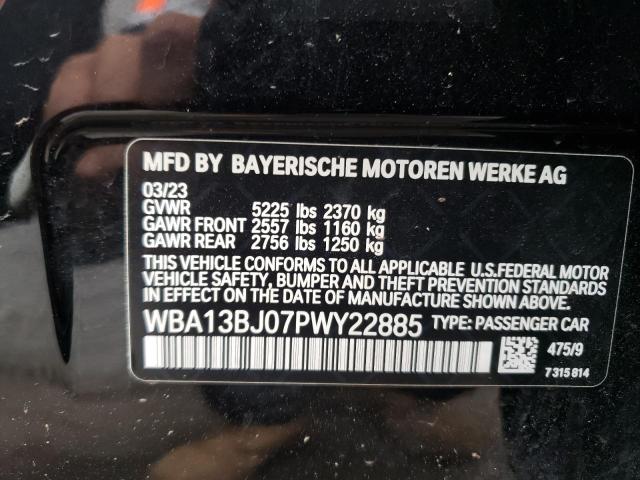 MFD BY BAYERISCHE MOTOREN WERKE AG
03/23
GVWR 5225 lbs 2370 kg
GAWR FRONT 2557 lbs 1160 kg
GAWR REAR 2756 lbs 1250 kg
THIS VEHICLE CONFORMS TO ALL APPLICABLE U.S.FEDERAL MOTOR
VEHICLE SAFETY, BUMPER AND THEFT PREVENTION STANDARDS
IN EFFECT ON THE DATE OF MANUFACTURE SHOWN ABOVE.
WBA13BJ07PWY22885 TYPE: PASSENGER CAR
475/9
7 315 814